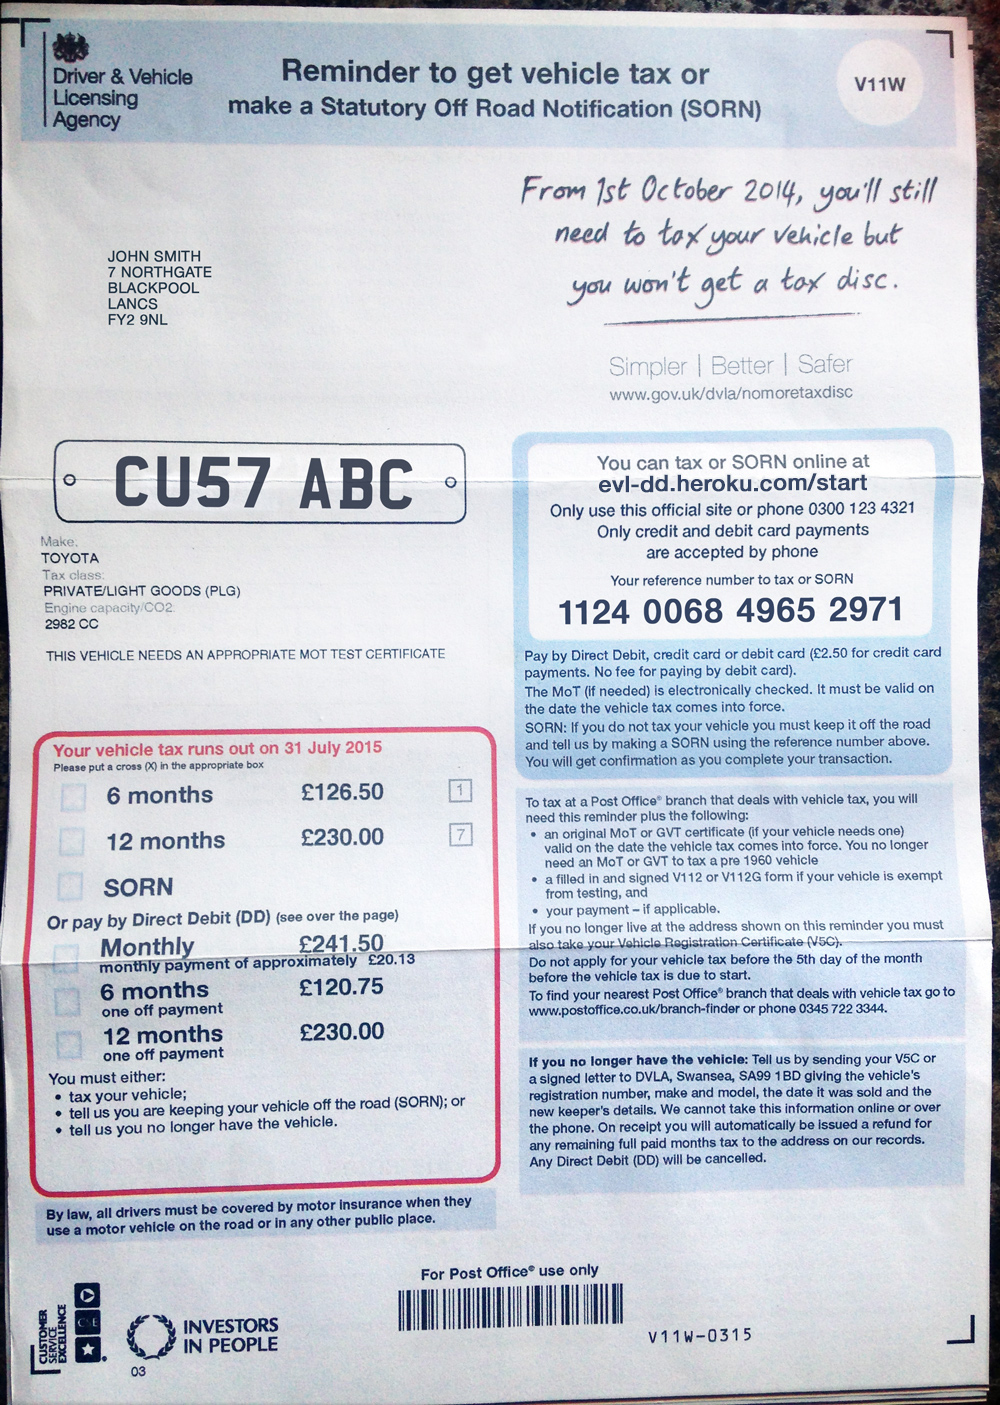 Driver & Vehicle
Licensing
Agency
Reminder to get vehicle tax or
make a Statutory Off Road Notification (SORN)
V11W
From 1st October 2014, you'll still
need to tax your vehicle but
you won't get a tax disc.
JOHN SMITH
7 NORTHGATE
BLACKPOOL
LANCS
FY2 9NL
Simpler | Better | Safer
www.gov.uk/dvla/nomoretaxdisc
CU57 ABC
Make:
TOYOTA
Tax class:
PRIVATE/LIGHT GOODS (PLG)
Engine capacity/CO2:
2982 CC
THIS VEHICLE NEEDS AN APPROPRIATE MOT TEST CERTIFICATE
You can tax or SORN online at
evl-dd.heroku.com/start
Only use this official site or phone 0300 123 4321
Only credit and debit card payments
are accepted by phone
Your reference number to tax or SORN
1124 0068 4965 2971
Pay by Direct Debit, credit card or debit card (£2.50 for credit card
payments. No fee for paying by debit card).
The MoT (if needed) is electronically checked. It must be valid on
the date the vehicle tax comes into force.
SORN: If you do not tax your vehicle you must keep it off the road
and tell us by making a SORN using the reference number above.
You will get confirmation as you complete your transaction.
Your vehicle tax runs out on 31 July 2015
Please put a cross (X) in the appropriate box
6 months £126.50 1
12 months £230.00 7
SORN
Or pay by Direct Debit (DD) (see over the page)
Monthly £241.50
monthly payment of approximately £20.13
6 months £120.75
one off payment
12 months £230.00
one off payment
You must either:
• tax your vehicle;
• tell us you are keeping your vehicle off the road (SORN); or
• tell us you no longer have the vehicle.
To tax at a Post Office® branch that deals with vehicle tax, you will
need this reminder plus the following:
• an original MoT or GVT certificate (if your vehicle needs one)
valid on the date the vehicle tax comes into force. You no longer
need an MoT or GVT to tax a pre 1960 vehicle
• a filled in and signed V112 or V112G form if your vehicle is exempt
from testing, and
• your payment – if applicable.
If you no longer live at the address shown on this reminder you must
also take your Vehicle Registration Certificate (V5C).
Do not apply for your vehicle tax before the 5th day of the month
before the vehicle tax is due to start.
To find your nearest Post Office® branch that deals with vehicle tax go to
www.postoffice.co.uk/branch-finder or phone 0345 722 3344.
If you no longer have the vehicle: Tell us by sending your V5C or
a signed letter to DVLA, Swansea, SA99 1BD giving the vehicle's
registration number, make and model, the date it was sold and the
new keeper's details. We cannot take this information online or over
the phone. On receipt you will automatically be issued a refund for
any remaining full paid months tax to the address on our records.
Any Direct Debit (DD) will be cancelled.
By law, all drivers must be covered by motor insurance when they
use a motor vehicle on the road or in any other public place.
For Post Office® use only
V11W-0315
CUSTOMER
SERVICE
EXCELLENCE
CSE
INVESTORS
IN PEOPLE
03